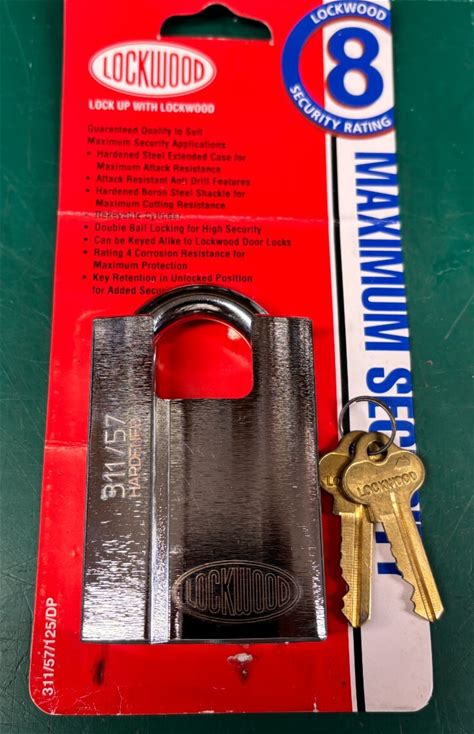 LOCKWOOD
LOCK UP WITH LOCKWOOD
Guaranteed Quality to Suit
Maximum Security Applications
• Hardened Steel Extended Case for
Maximum Attack Resistance
• Attack Resistant Anti Drill Features
• Hardened Boron Steel Shackle for
Maximum Cutting Resistance
• Double Ball Locking for High Security
• Can be Keyed Alike to Lockwood Door Locks
• Rating 4 Corrosion Resistance for
Maximum Protection
• Key Retention in Unlocked Position
for Added Secur
LOCKWOOD
8
SECURITY RATING
MAXIMUM SEC
311/57
HARDENED
LOCKWOOD
LOCKWOOD
311/57/125/DP